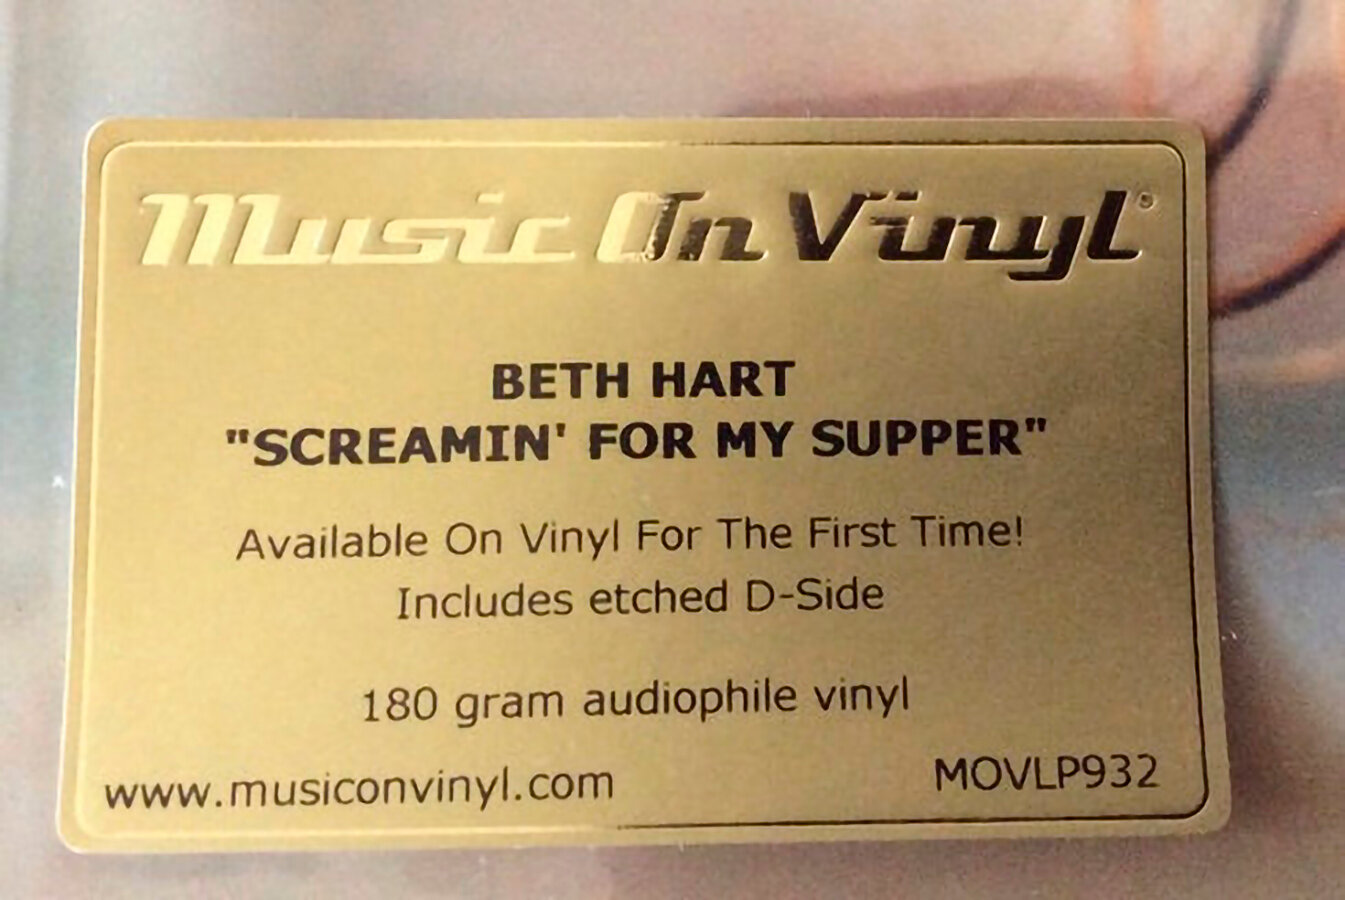 Music On Vinyl®
BETH HART
"SCREAMIN' FOR MY SUPPER"
Available On Vinyl For The First Time!
Includes etched D-Side
180 gram audiophile vinyl
www.musiconvinyl.com
MOVLP932